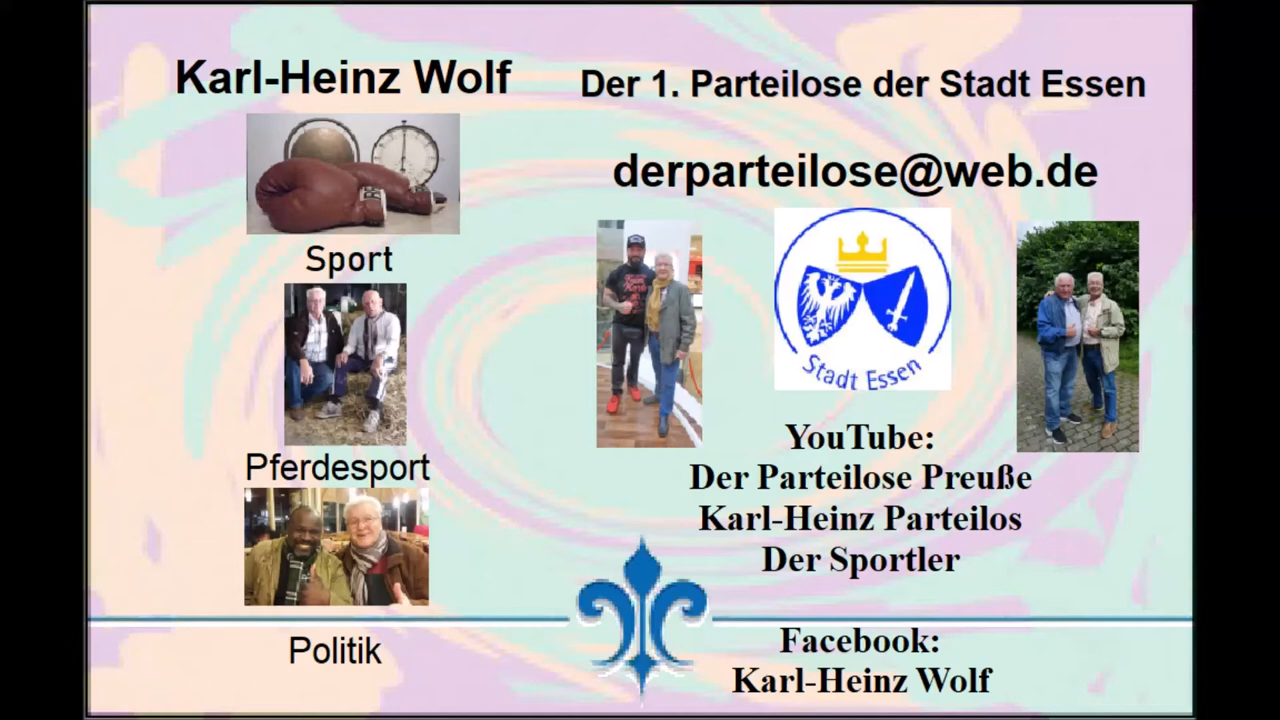 Karl-Heinz Wolf
Der 1. Parteilose der Stadt Essen
derparteilose@web.de
Sport
Pferdesport
Politik
Stadt Essen
YouTube:
Der Parteilose Preuße
Karl-Heinz Parteilos
Der Sportler
Facebook:
Karl-Heinz Wolf